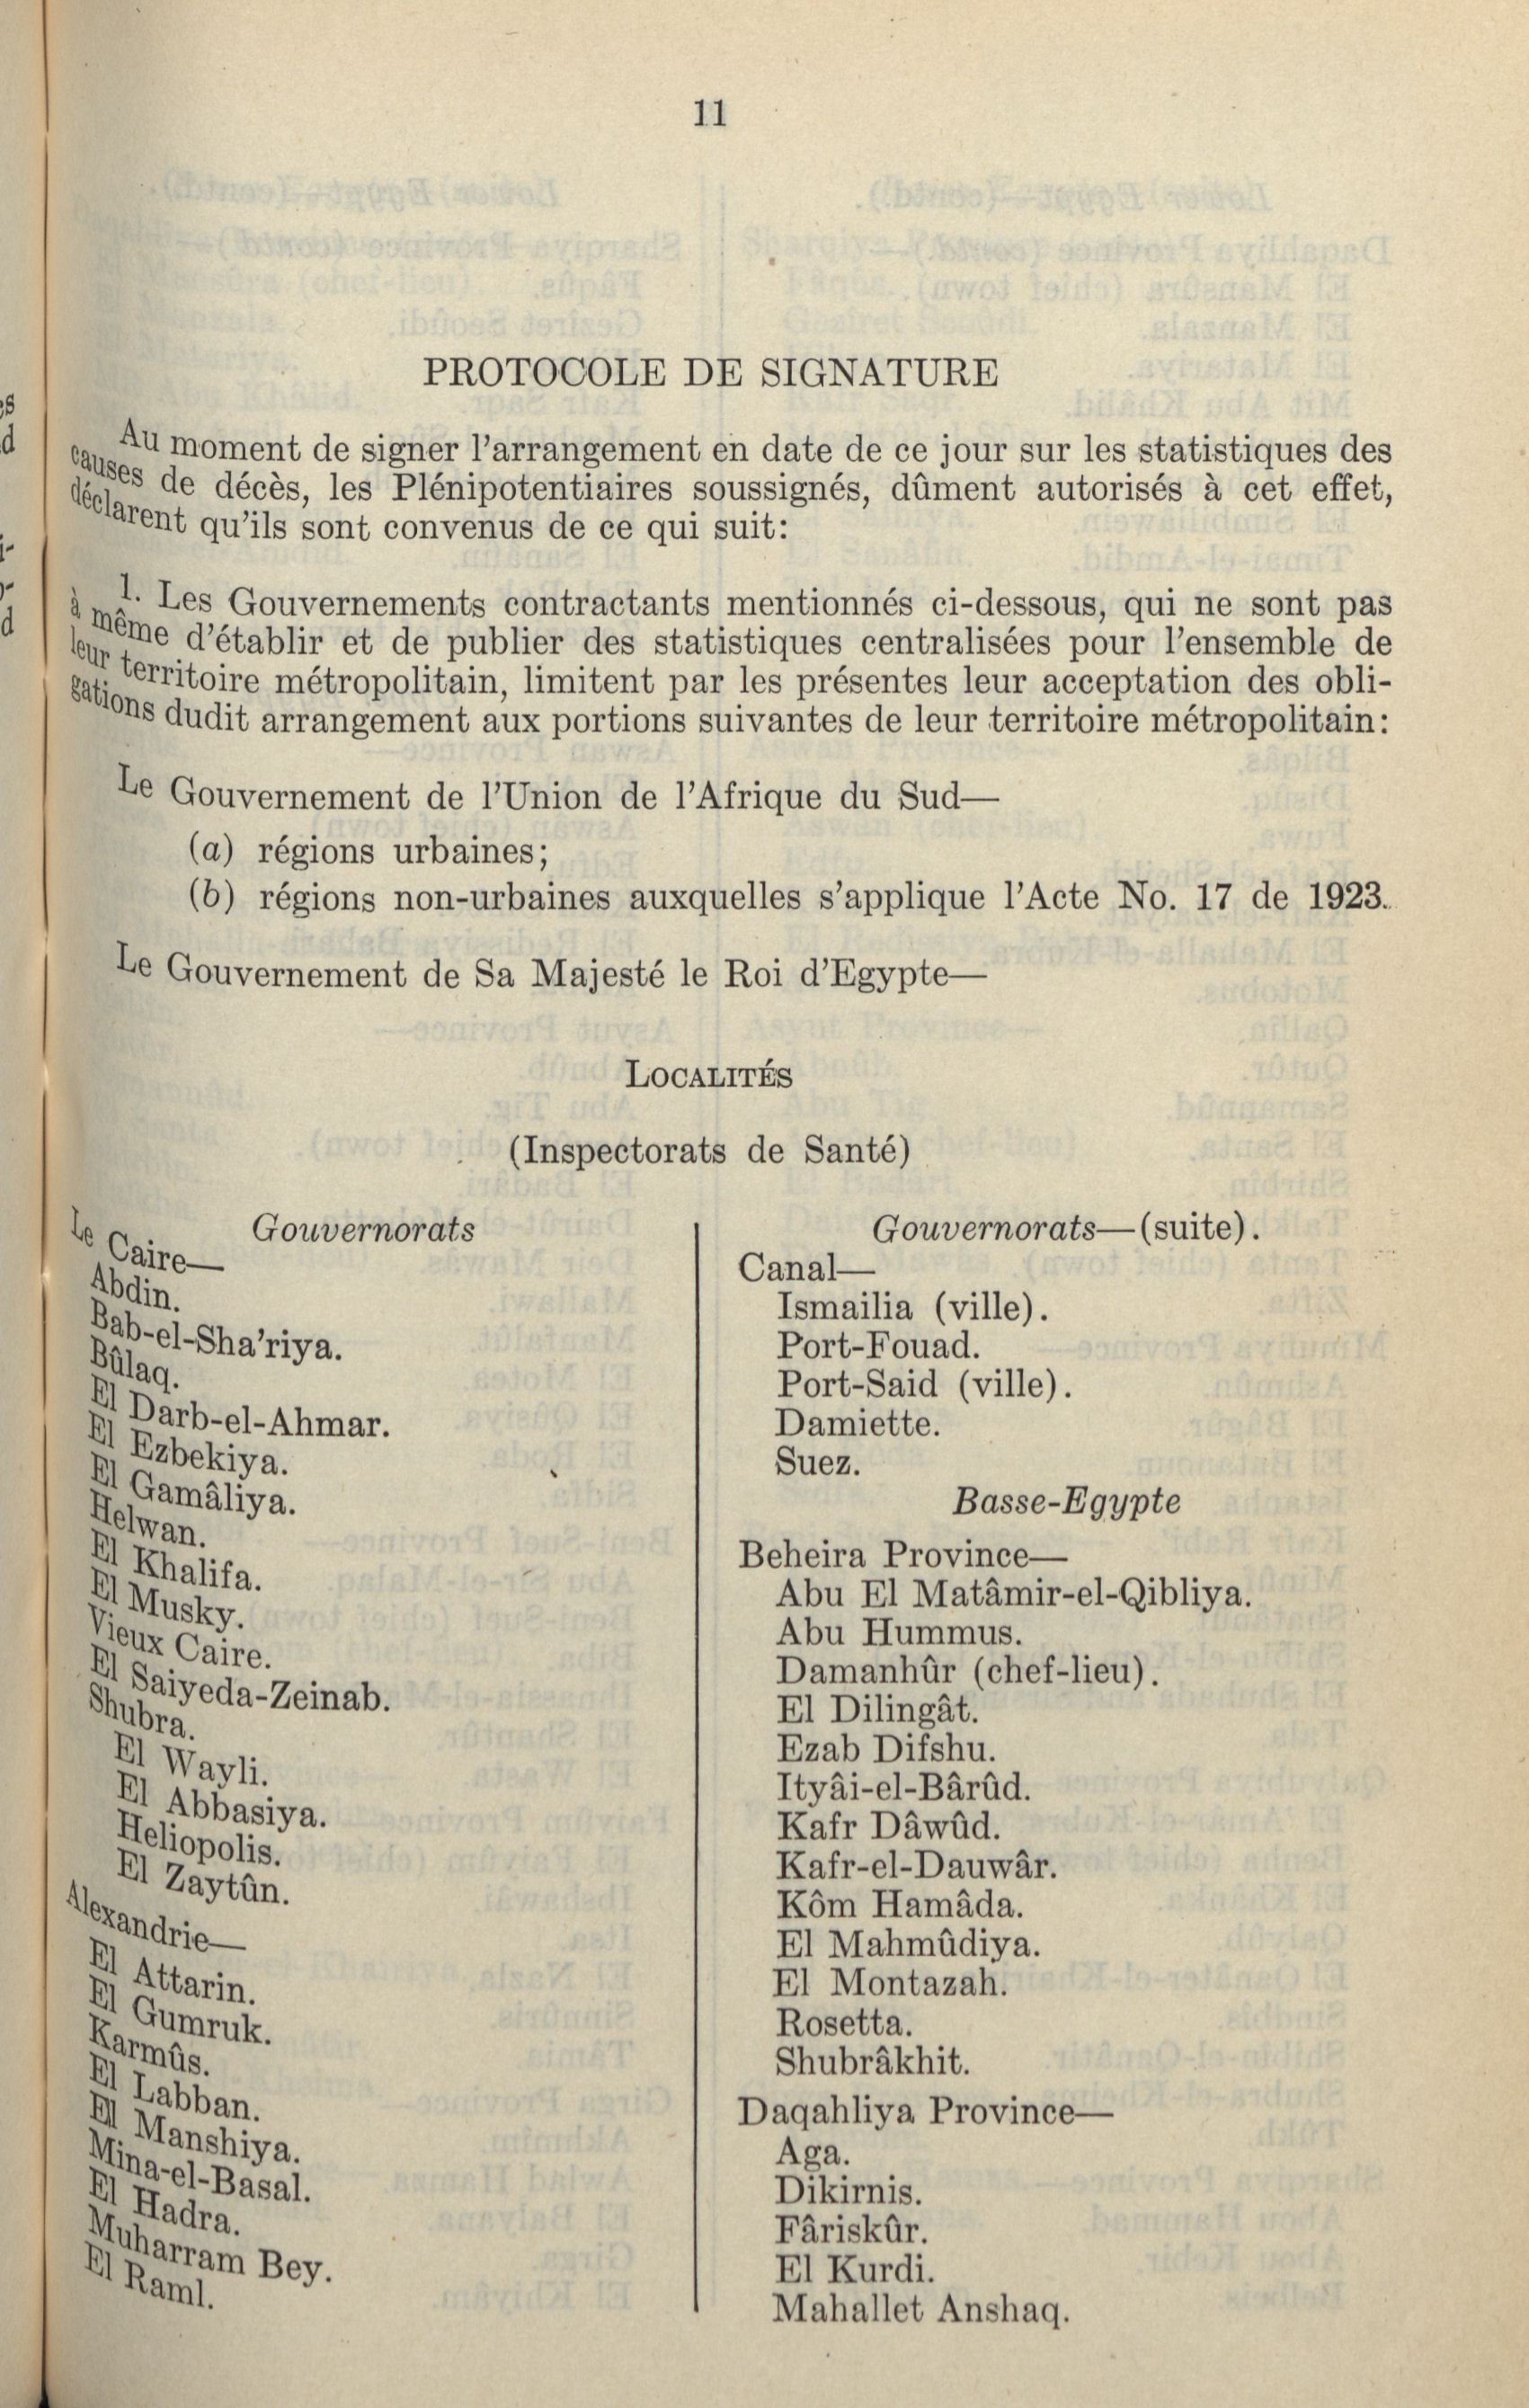 11
PROTOCOLE DE SIGNATURE
Au moment de signer l'arrangement en date de ce jour sur les statistiques des
causes de décès, les Plénipotentiaires soussignés, dûment autorisés à cet effet,
déclarent qu'ils sont convenus de ce qui suit:
1. Les Gouvernements contractants mentionnés ci-dessous, qui ne sont pas
à même d'établir et de publier des statistiques centralisées pour l'ensemble de
leur territoire métropolitain, limitent par les présentes leur acceptation des obli-
gations dudit arrangement aux portions suivantes de leur territoire métropolitain:
Le Gouvernement de l'Union de l'Afrique du Sud—
(a) régions urbaines;
(b) régions non-urbaines auxquelles s'applique l'Acte No. 17 de 1923.
Le Gouvernement de Sa Majesté le Roi d'Egypte—
LOCALITÉS
(Inspectorats de Santé)
Gouvernorats
Le Caire—
Abdin.
Bab-el-Sha'riya.
Bûlaq.
El Darb-el-Ahmar.
El Ezbekiya.
El Gamâliya.
Helwan.
El Khalifa.
El Musky.
Vieux Caire.
El Saiyeda-Zeinab.
Shubra.
El Wayli.
El Abbasiya.
Heliopolis.
El Zaytûn.
Alexandrie—
El Attarin.
El Gumruk.
Karmûs.
El Labban.
El Manshiya.
Mina-el-Basal.
El Hadra.
Muharram Bey.
El Raml.
Gouvernorats—(suite).
Canal—
Ismailia (ville).
Port-Fouad.
Port-Said (ville).
Damiette.
Suez.
Basse-Egypte
Beheira Province—
Abu El Matâmir-el-Qibliya.
Abu Hummus.
Damanhûr (chef-lieu).
El Dilingât.
Ezab Difshu.
Ityâi-el-Bârûd.
Kafr Dâwûd.
Kafr-el-Dauwâr.
Kôm Hamâda.
El Mahmûdiya.
El Montazah.
Rosetta.
Shubrâkhit.
Daqahliya Province—
Aga.
Dikirnis.
Fâriskûr.
El Kurdi.
Mahallet Anshaq.